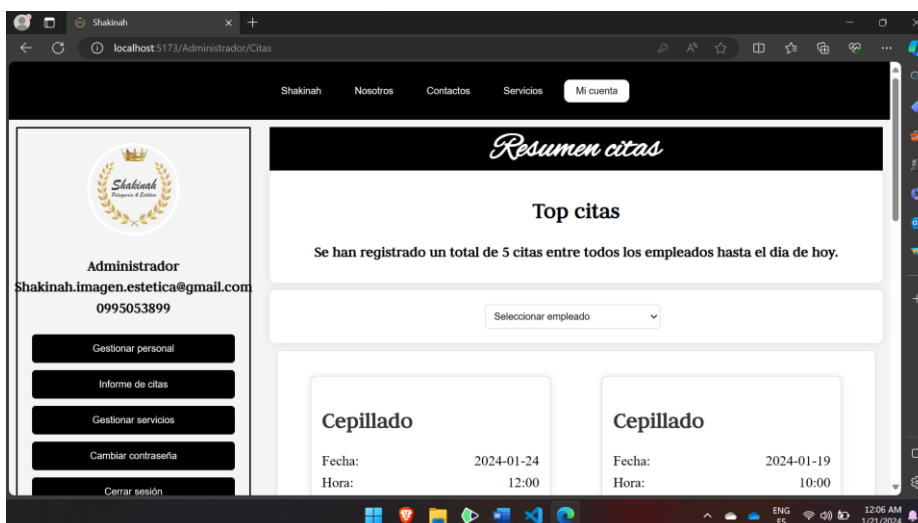 Shakinah
localhost:5173/Administrador/Citas
Shakinah
Nosotros
Contactos
Servicios
Mi cuenta
Shakinah
Peluquería & Estética
Administrador
Shakinah.imagen.estetica@gmail.com
0995053899
Gestionar personal
Informe de citas
Gestionar servicios
Cambiar contraseña
Cerrar sesión
Resumen citas
Top citas
Se han registrado un total de 5 citas entre todos los empleados hasta el dia de hoy.
Seleccionar empleado
Cepillado
Fecha: 2024-01-24
Hora: 12:00
Cepillado
Fecha: 2024-01-19
Hora: 10:00
ENG
ES
12:06 AM
1/21/2024